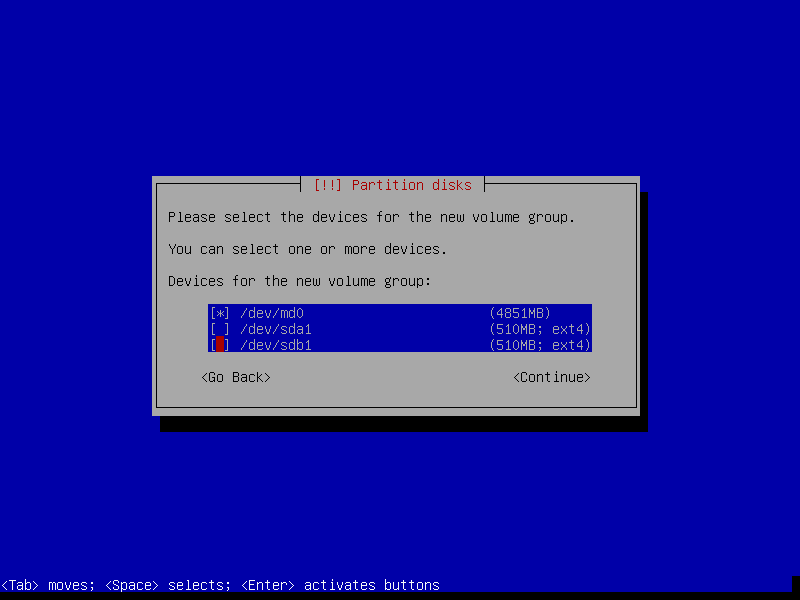 [!!] Partition disks
Please select the devices for the new volume group.
You can select one or more devices.
Devices for the new volume group:
[*] /dev/md0 (4851MB)
[ ] /dev/sda1 (510MB; ext4)
[ ] /dev/sdb1 (510MB; ext4)
<Go Back> <Continue>
<Tab> moves; <Space> selects; <Enter> activates buttons